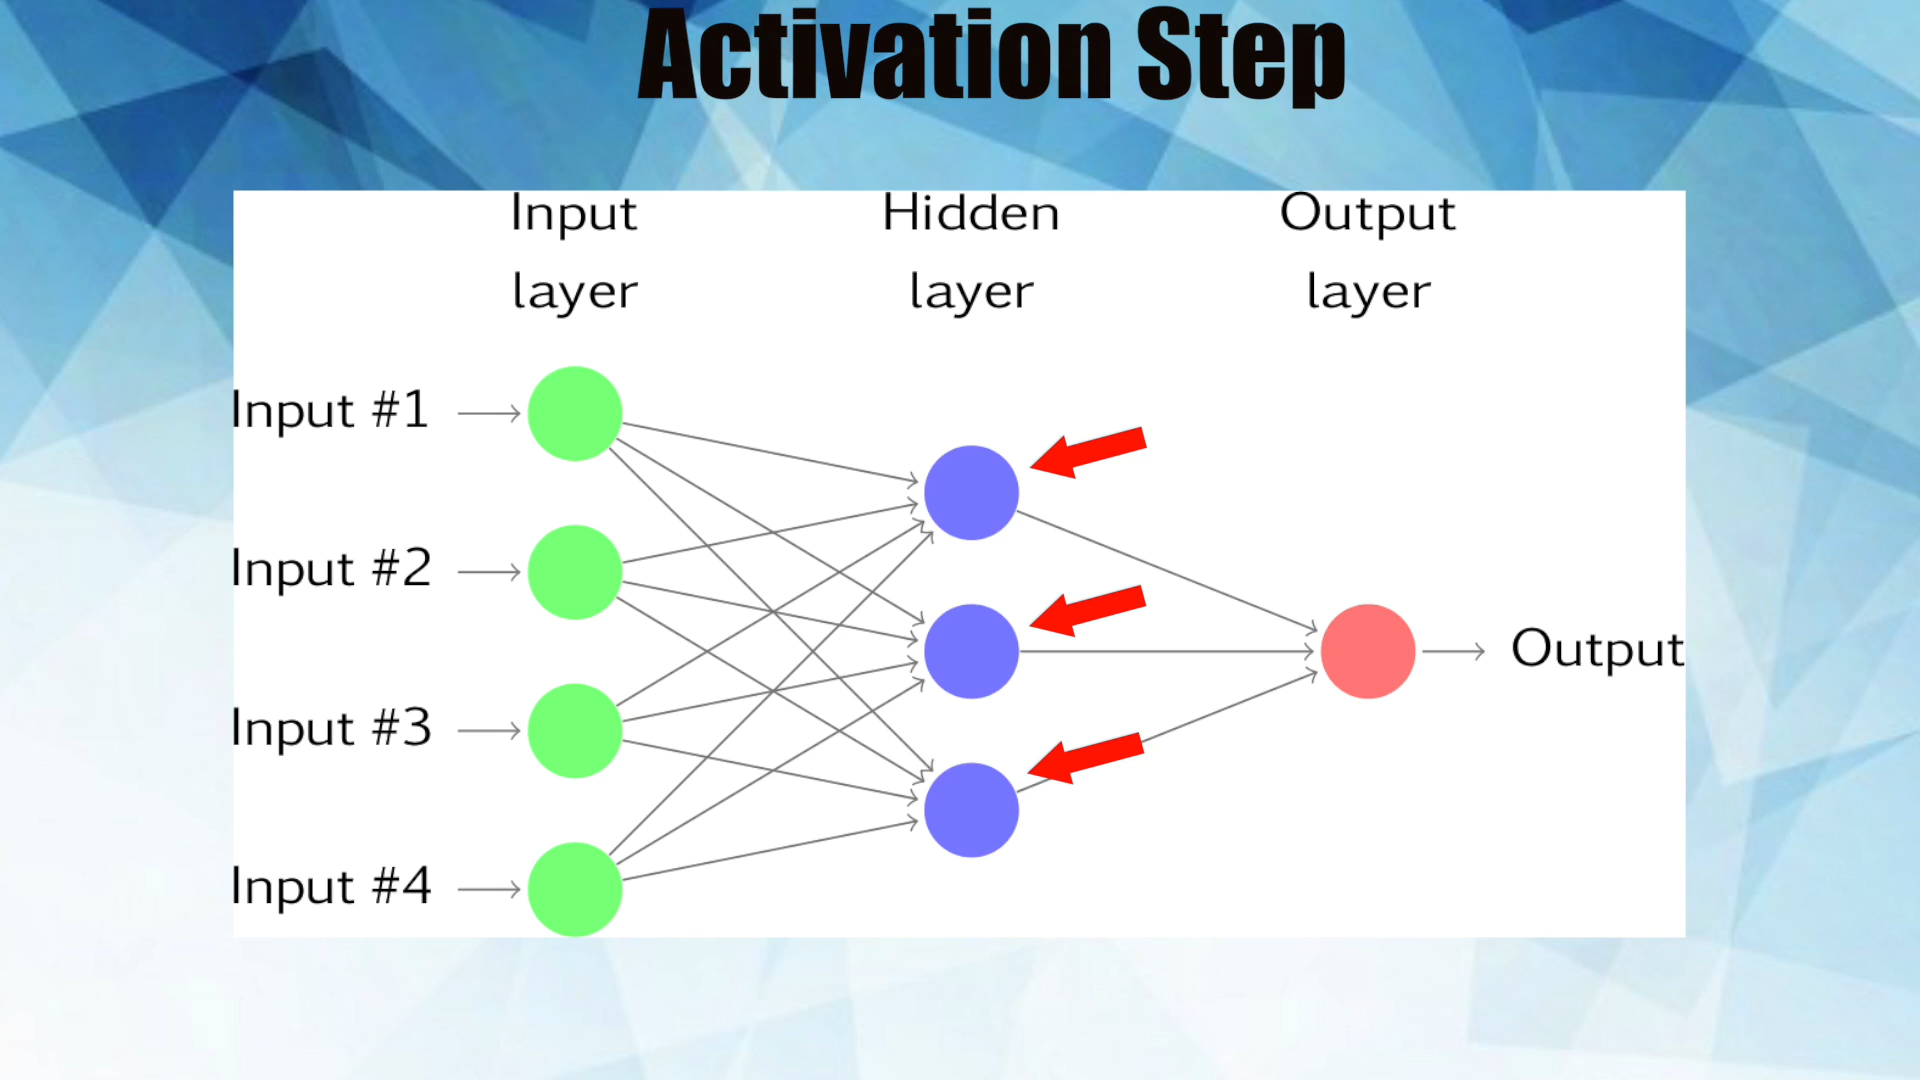 Activation Step
Input layer
Hidden layer
Output layer
Input #1
Input #2
Input #3
Input #4
Output